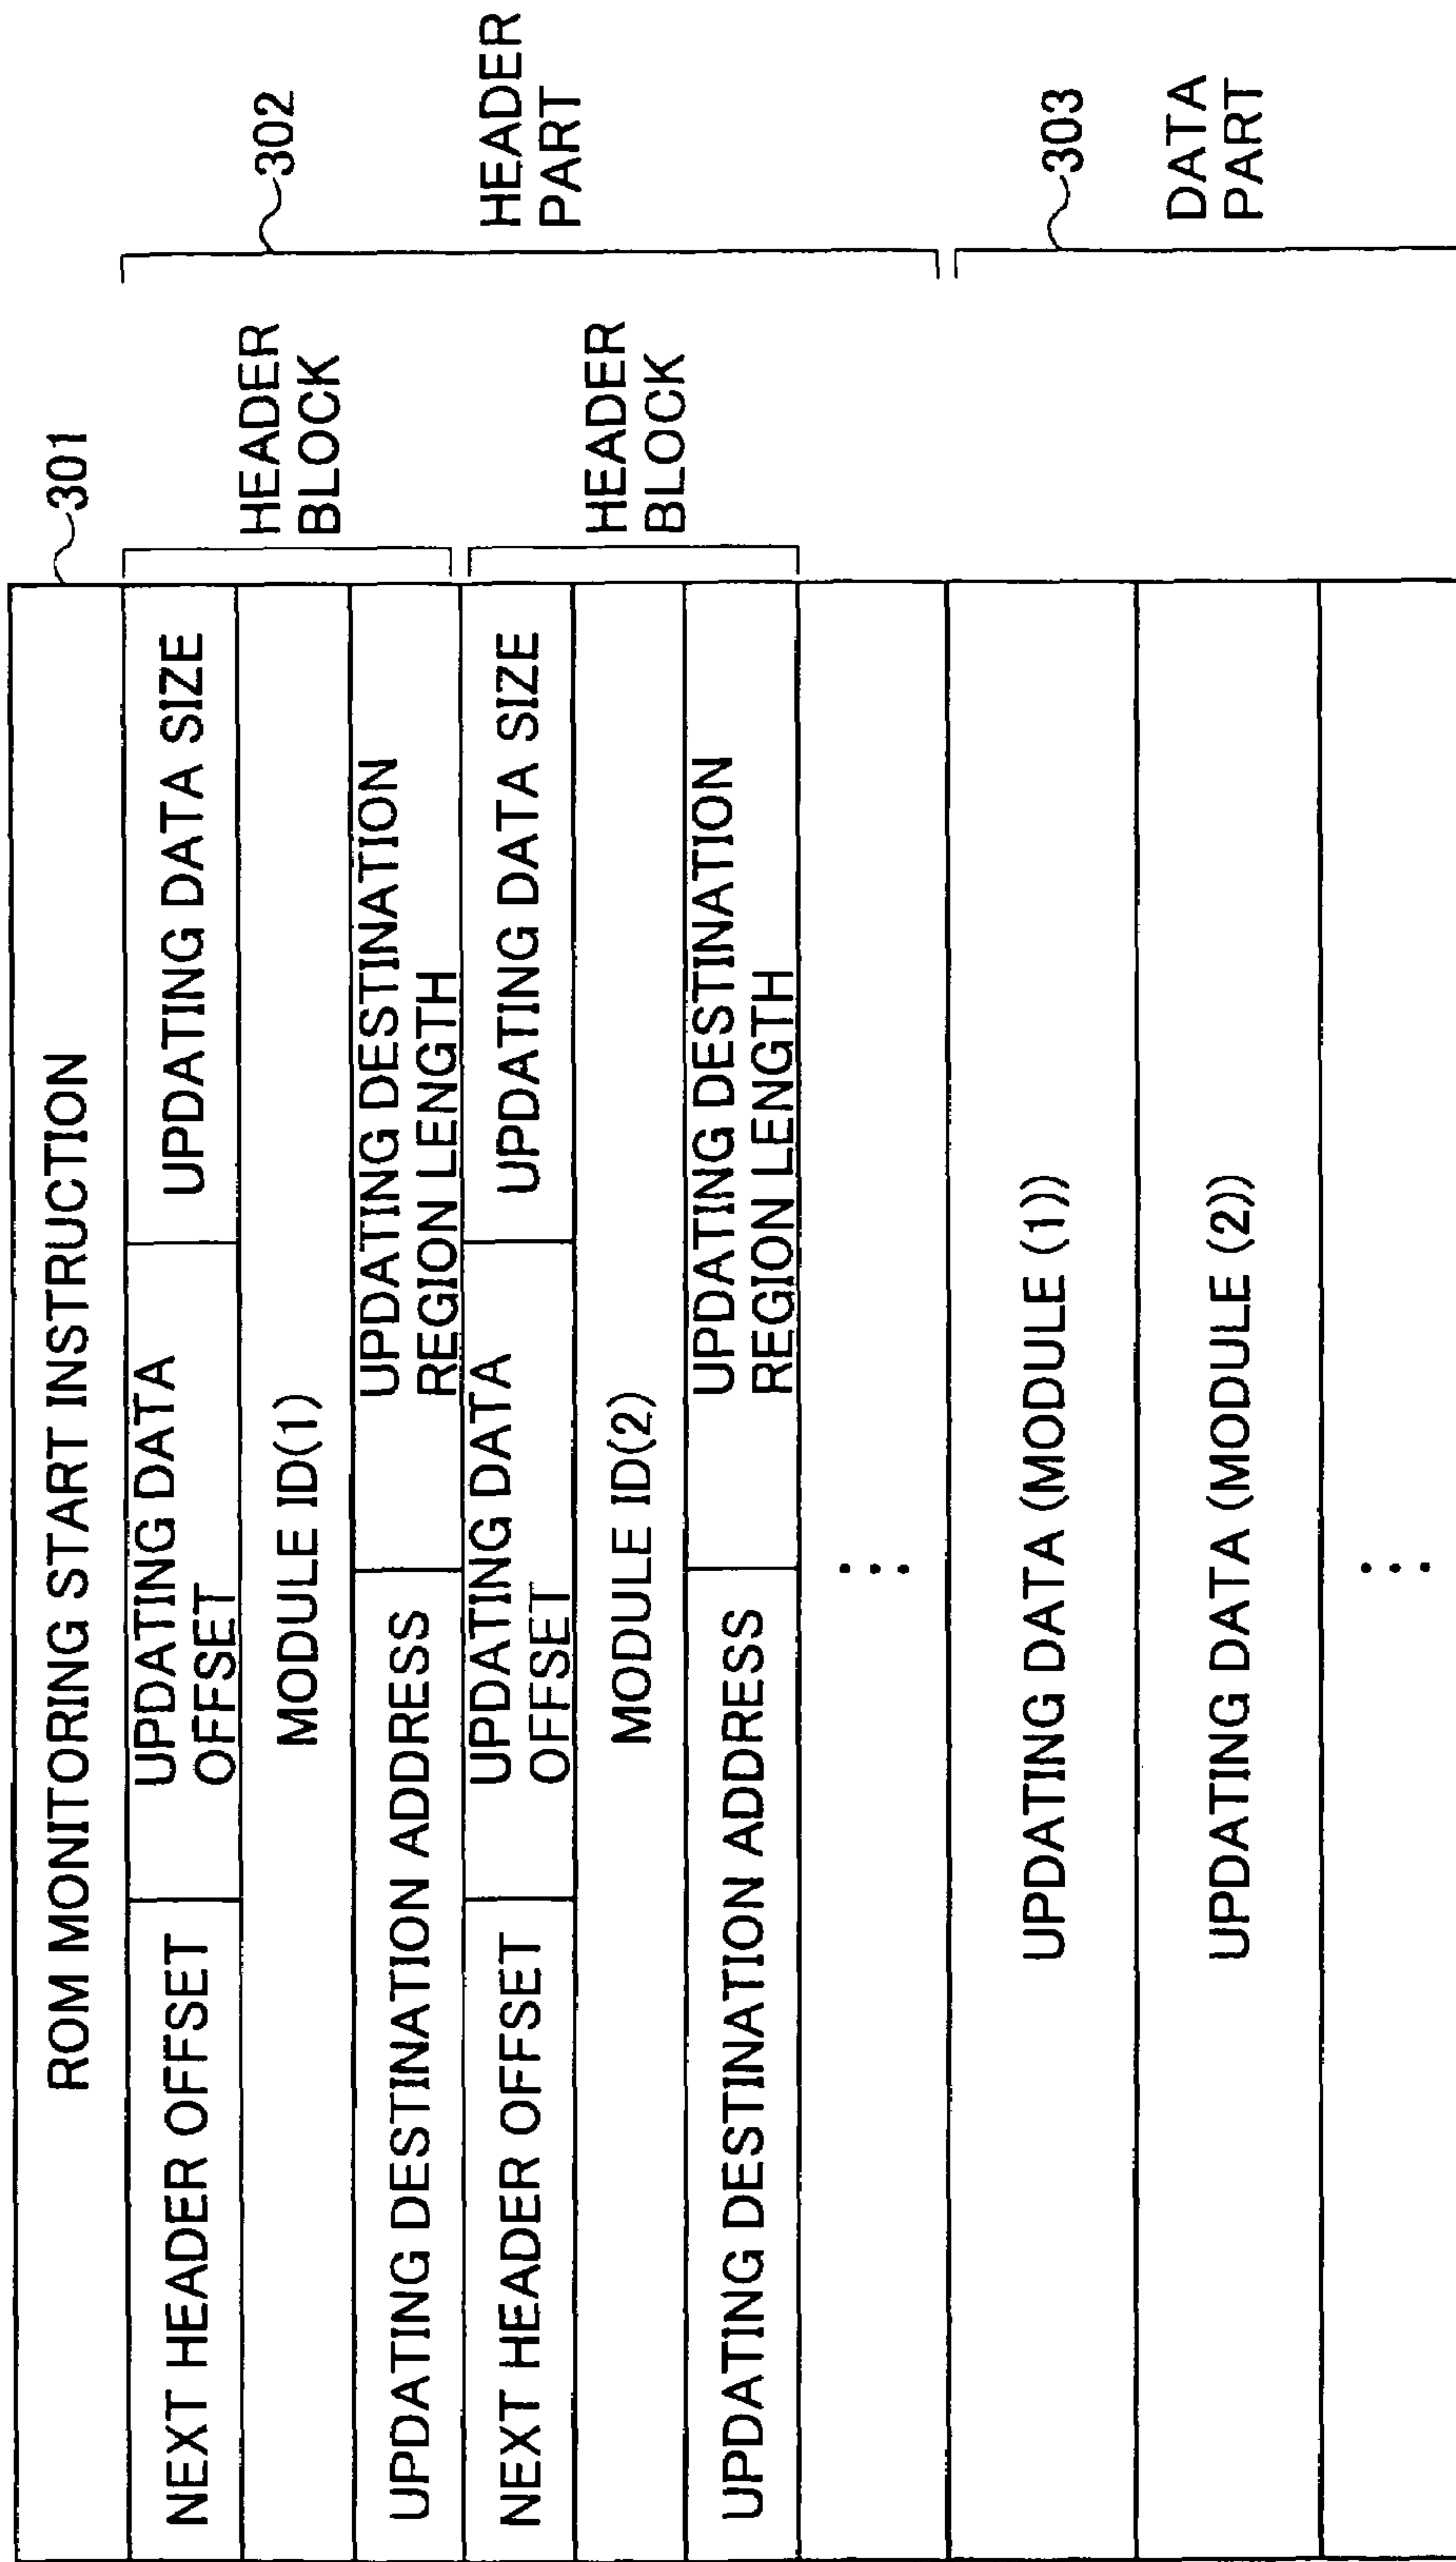 ROM MONITORING START INSTRUCTION
301
NEXT HEADER OFFSET
UPDATING DATA
OFFSET
UPDATING DATA SIZE
MODULE ID(1)
UPDATING DESTINATION ADDRESS
UPDATING DESTINATION
REGION LENGTH
HEADER
BLOCK
NEXT HEADER OFFSET
UPDATING DATA
OFFSET
UPDATING DATA SIZE
MODULE ID(2)
UPDATING DESTINATION ADDRESS
UPDATING DESTINATION
REGION LENGTH
HEADER
BLOCK
302
HEADER
PART
...
UPDATING DATA (MODULE (1))
UPDATING DATA (MODULE (2))
...
303
DATA
PART